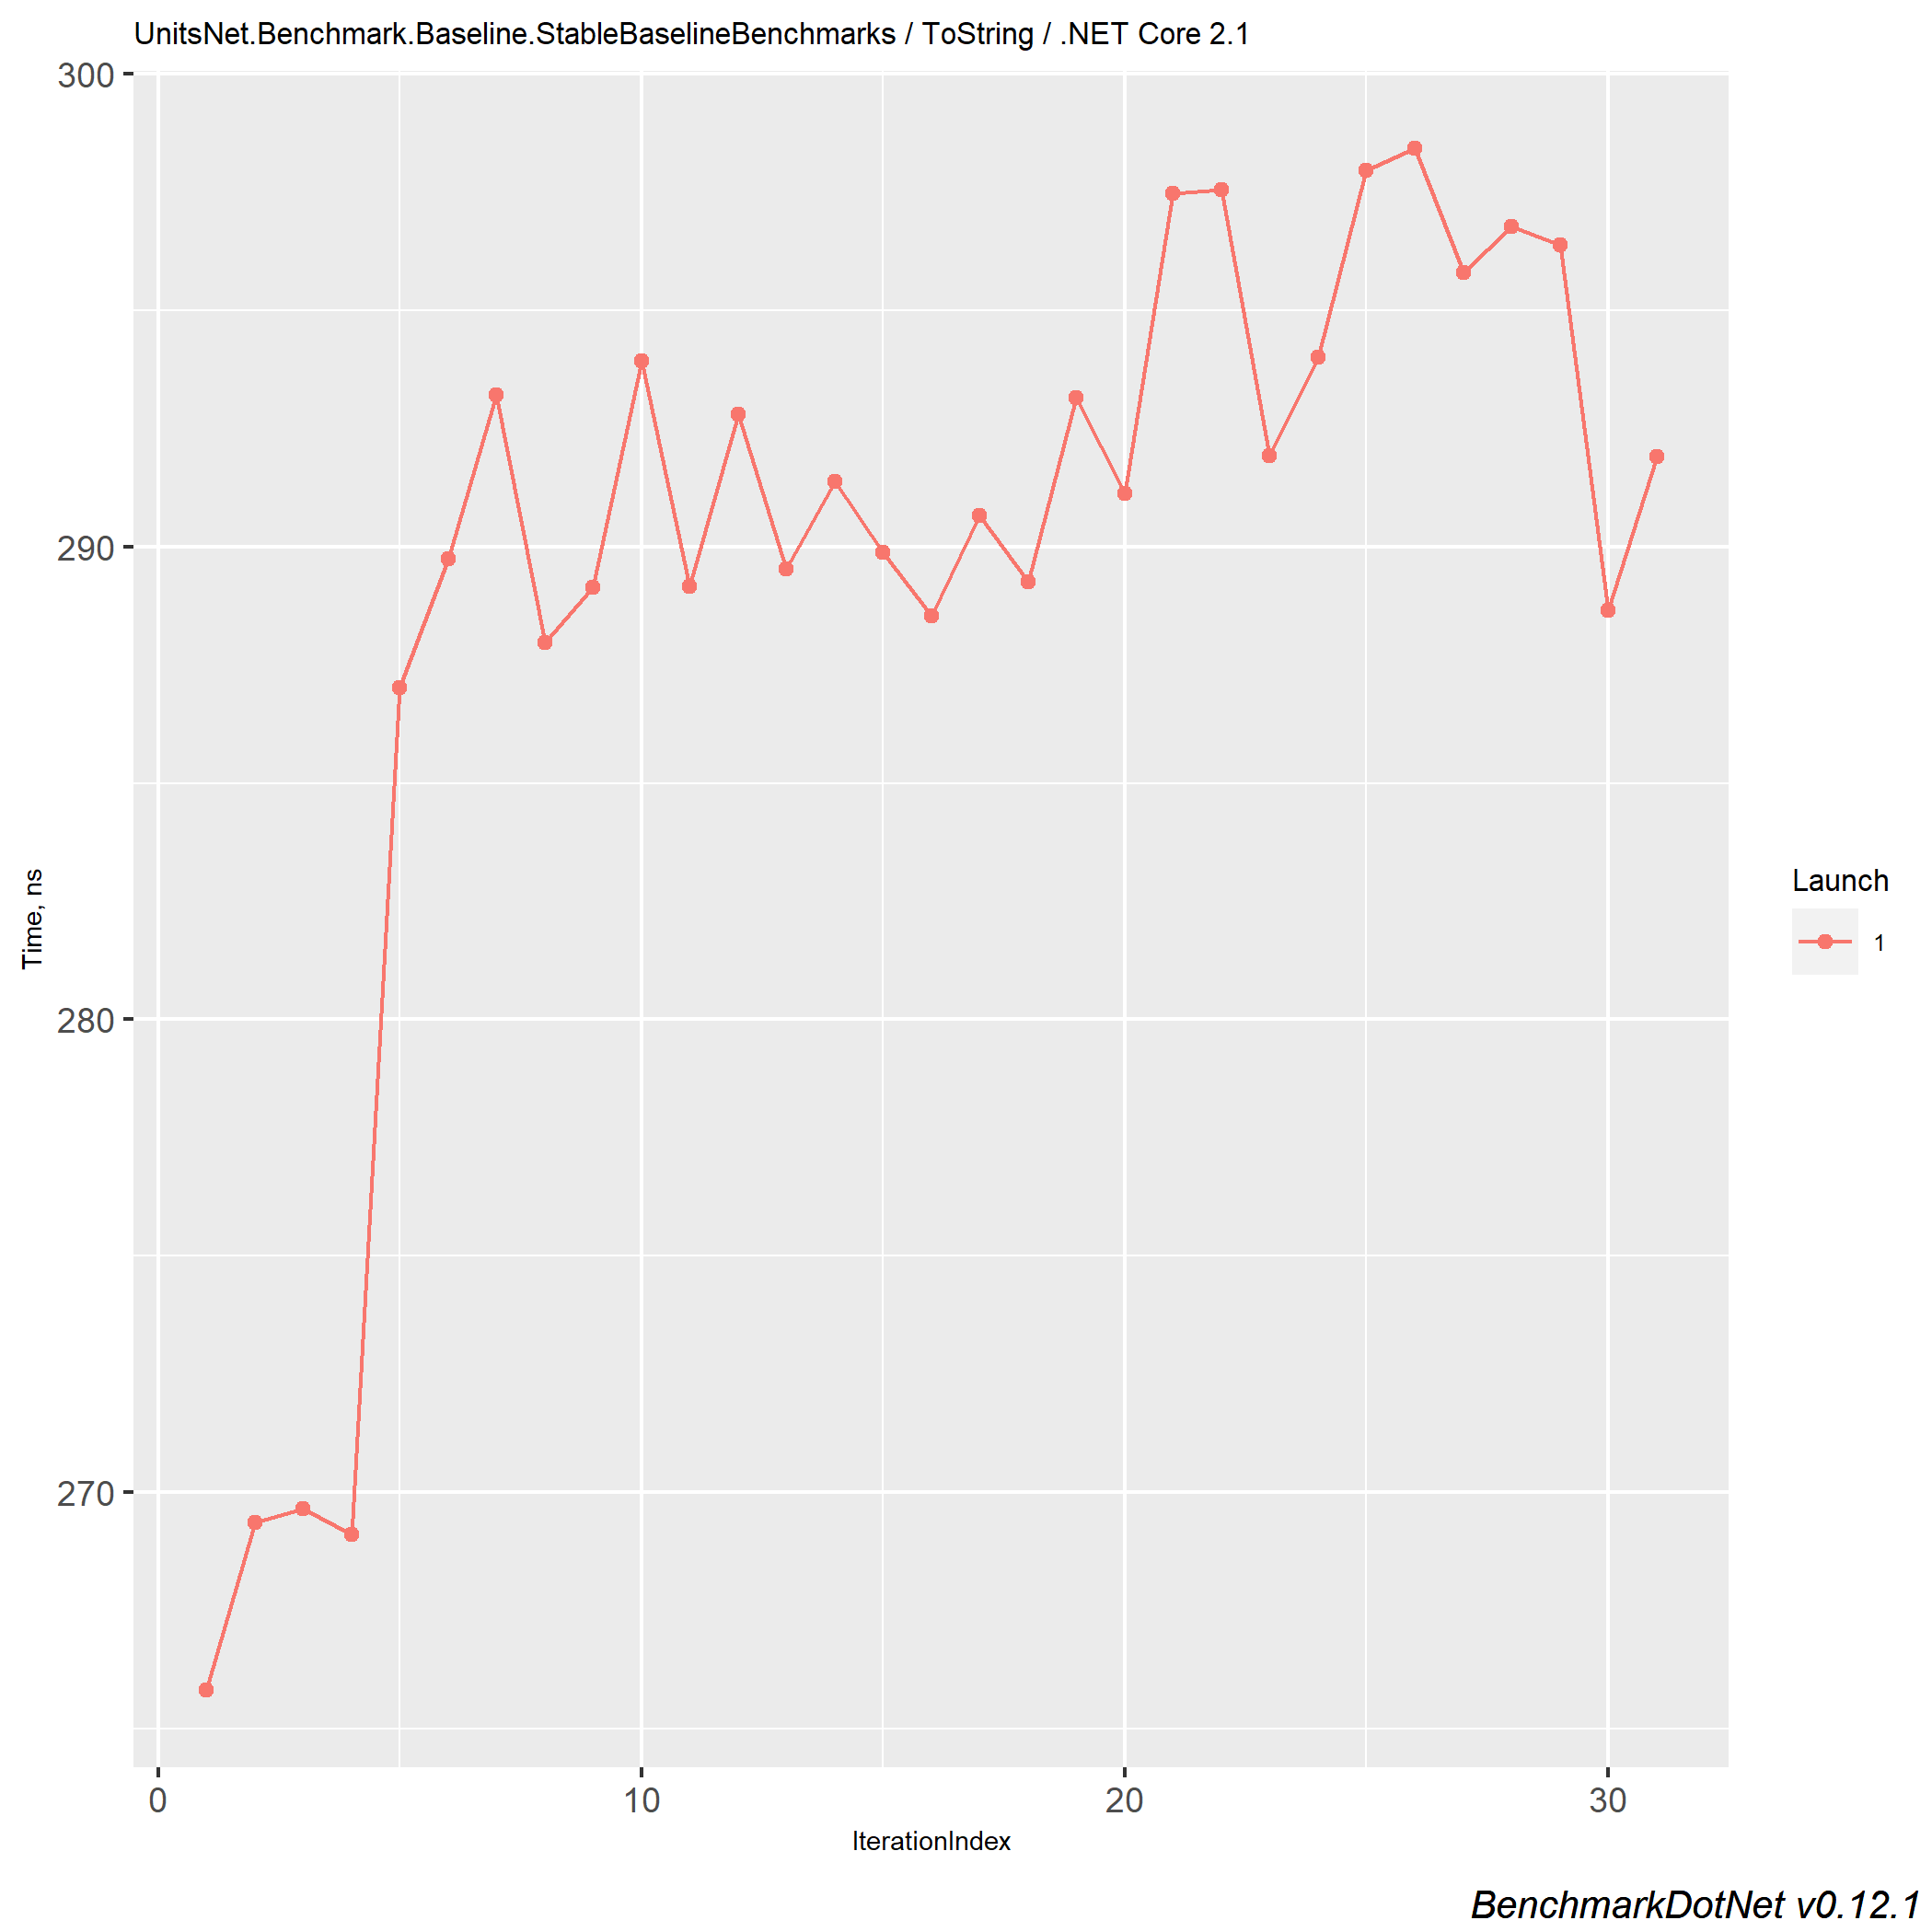 UnitsNet.Benchmark.Baseline.StableBaselineBenchmarks / ToString / .NET Core 2.1
300
290
280
270
Time, ns
0 10 20 30
IterationIndex
Launch
1
BenchmarkDotNet v0.12.1